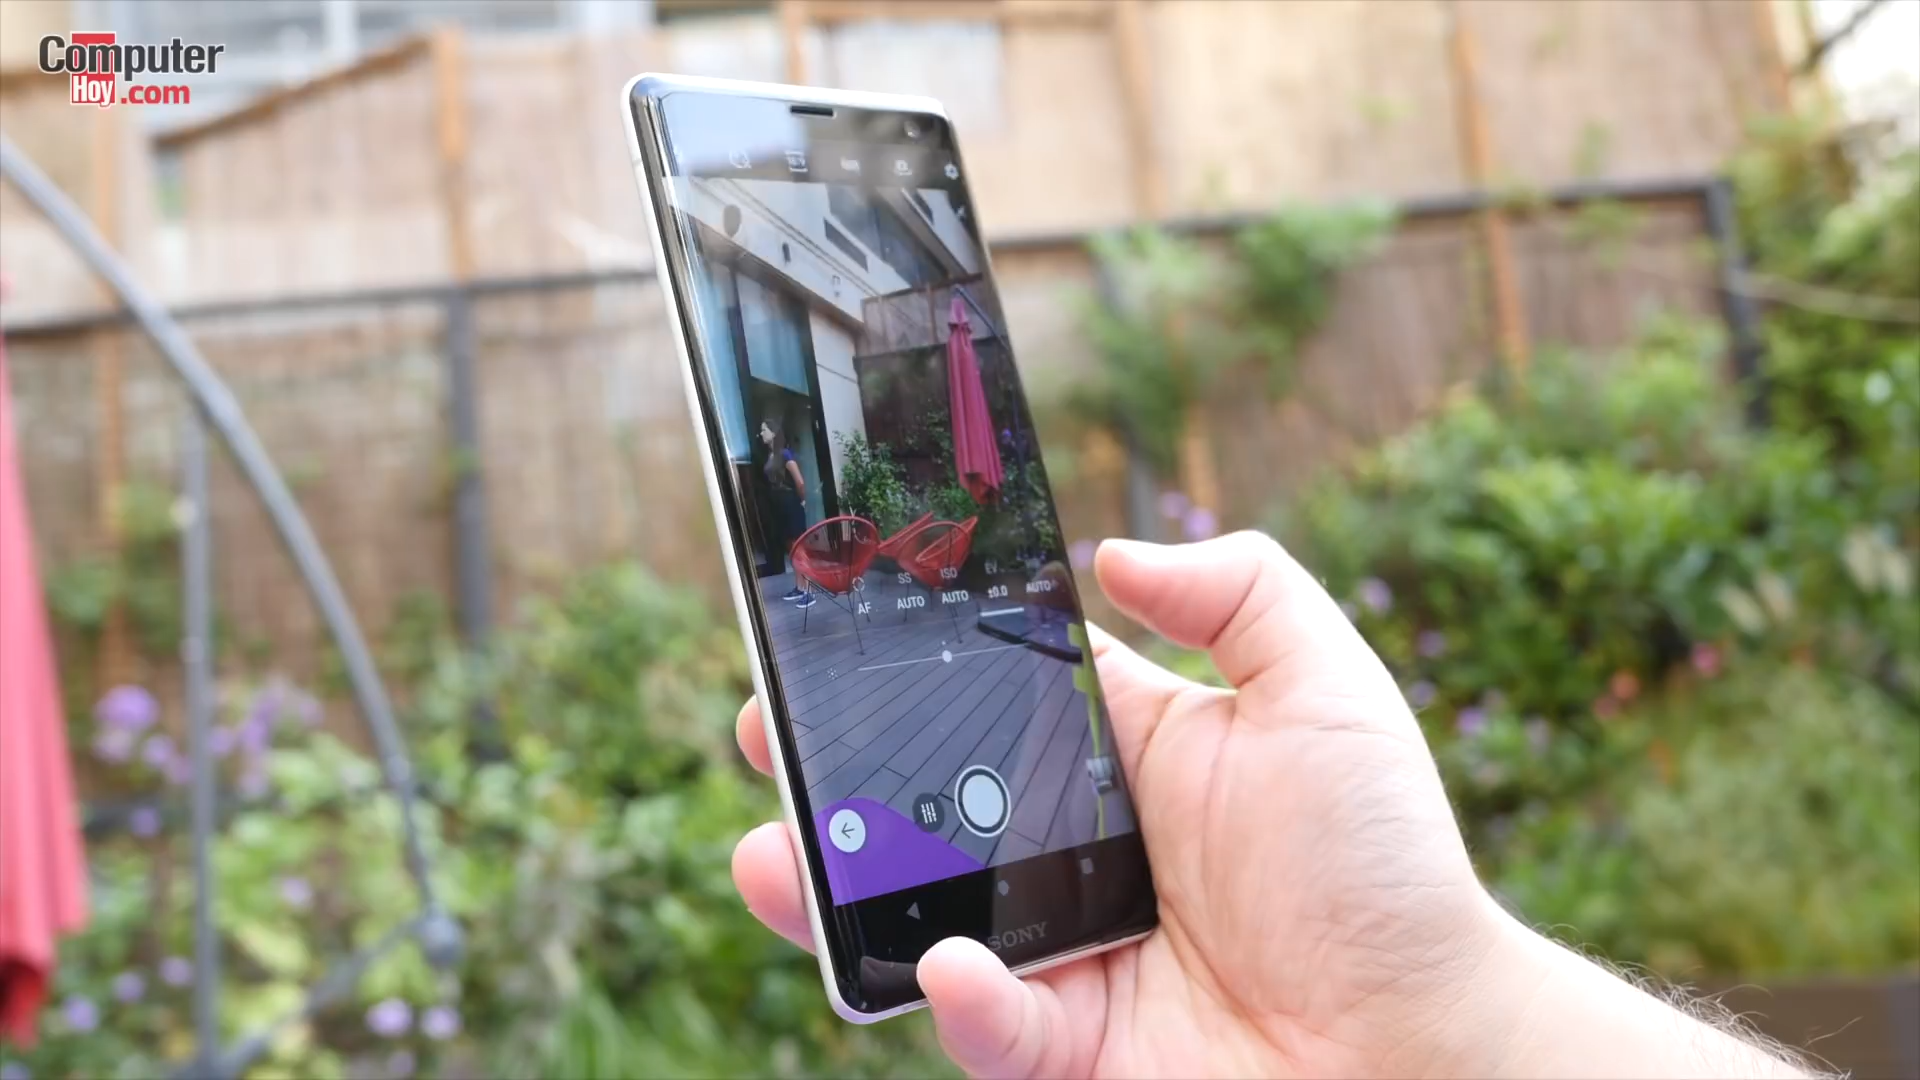 Computer
Hoy.com
SS ISO EV
AF AUTO AUTO ±0.0 AUTO
SONY